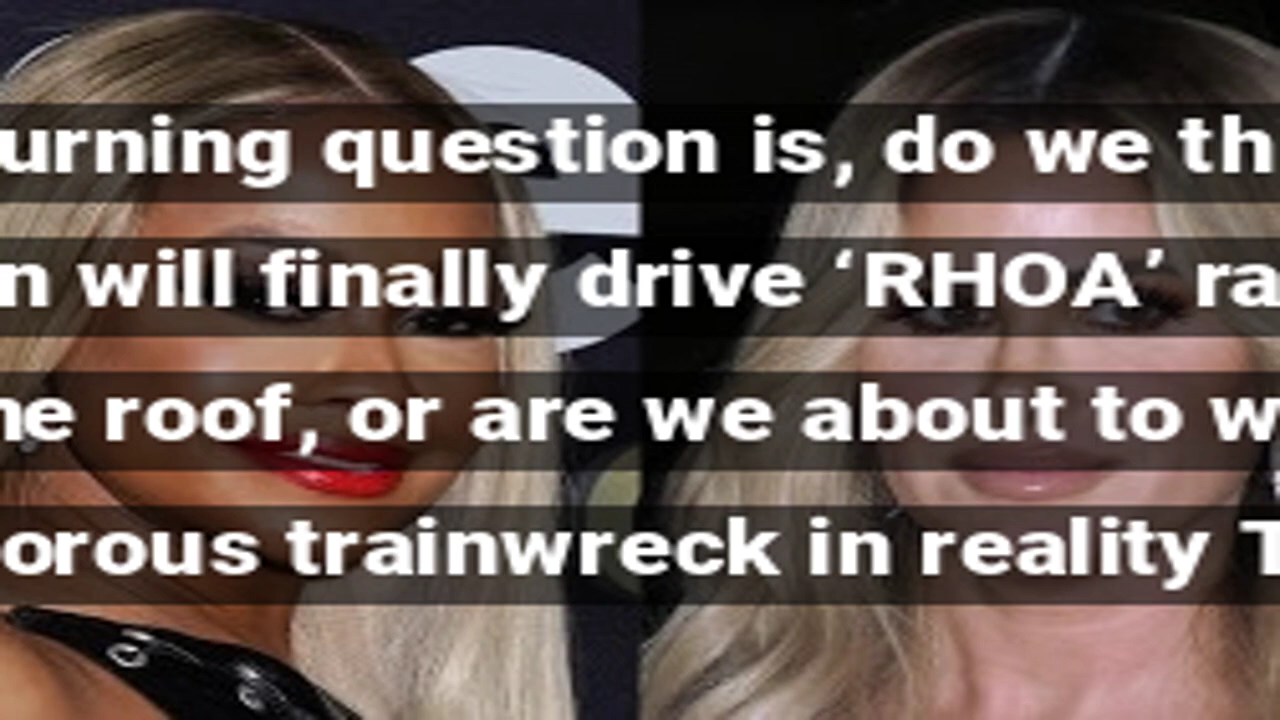 urning question is, do we th
n will finally drive ‘RHOA’ ra
he roof, or are we about to w
orous trainwreck in reality T